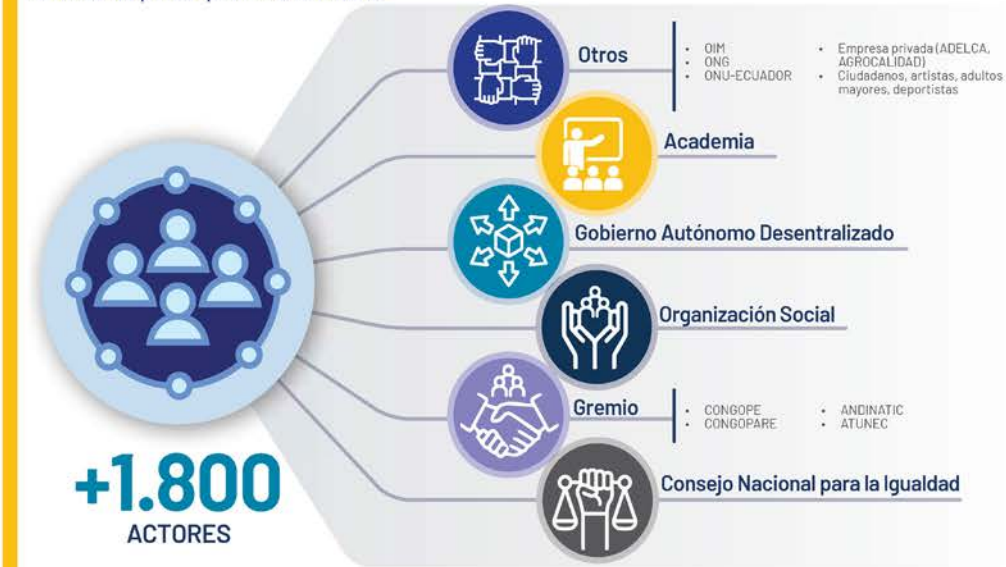 Otros
• OIM
• ONG
• ONU-ECUADOR
• Empresa privada (ADELCA,
AGROCALIDAD)
• Ciudadanos, artistas, adultos
mayores, deportistas
Academia
Gobierno Autónomo Desentralizado
Organización Social
Gremio
• CONGOPE
• CONGOPARE
• ANDINATIC
• ATUNEC
Consejo Nacional para la Igualdad
+1.800
ACTORES